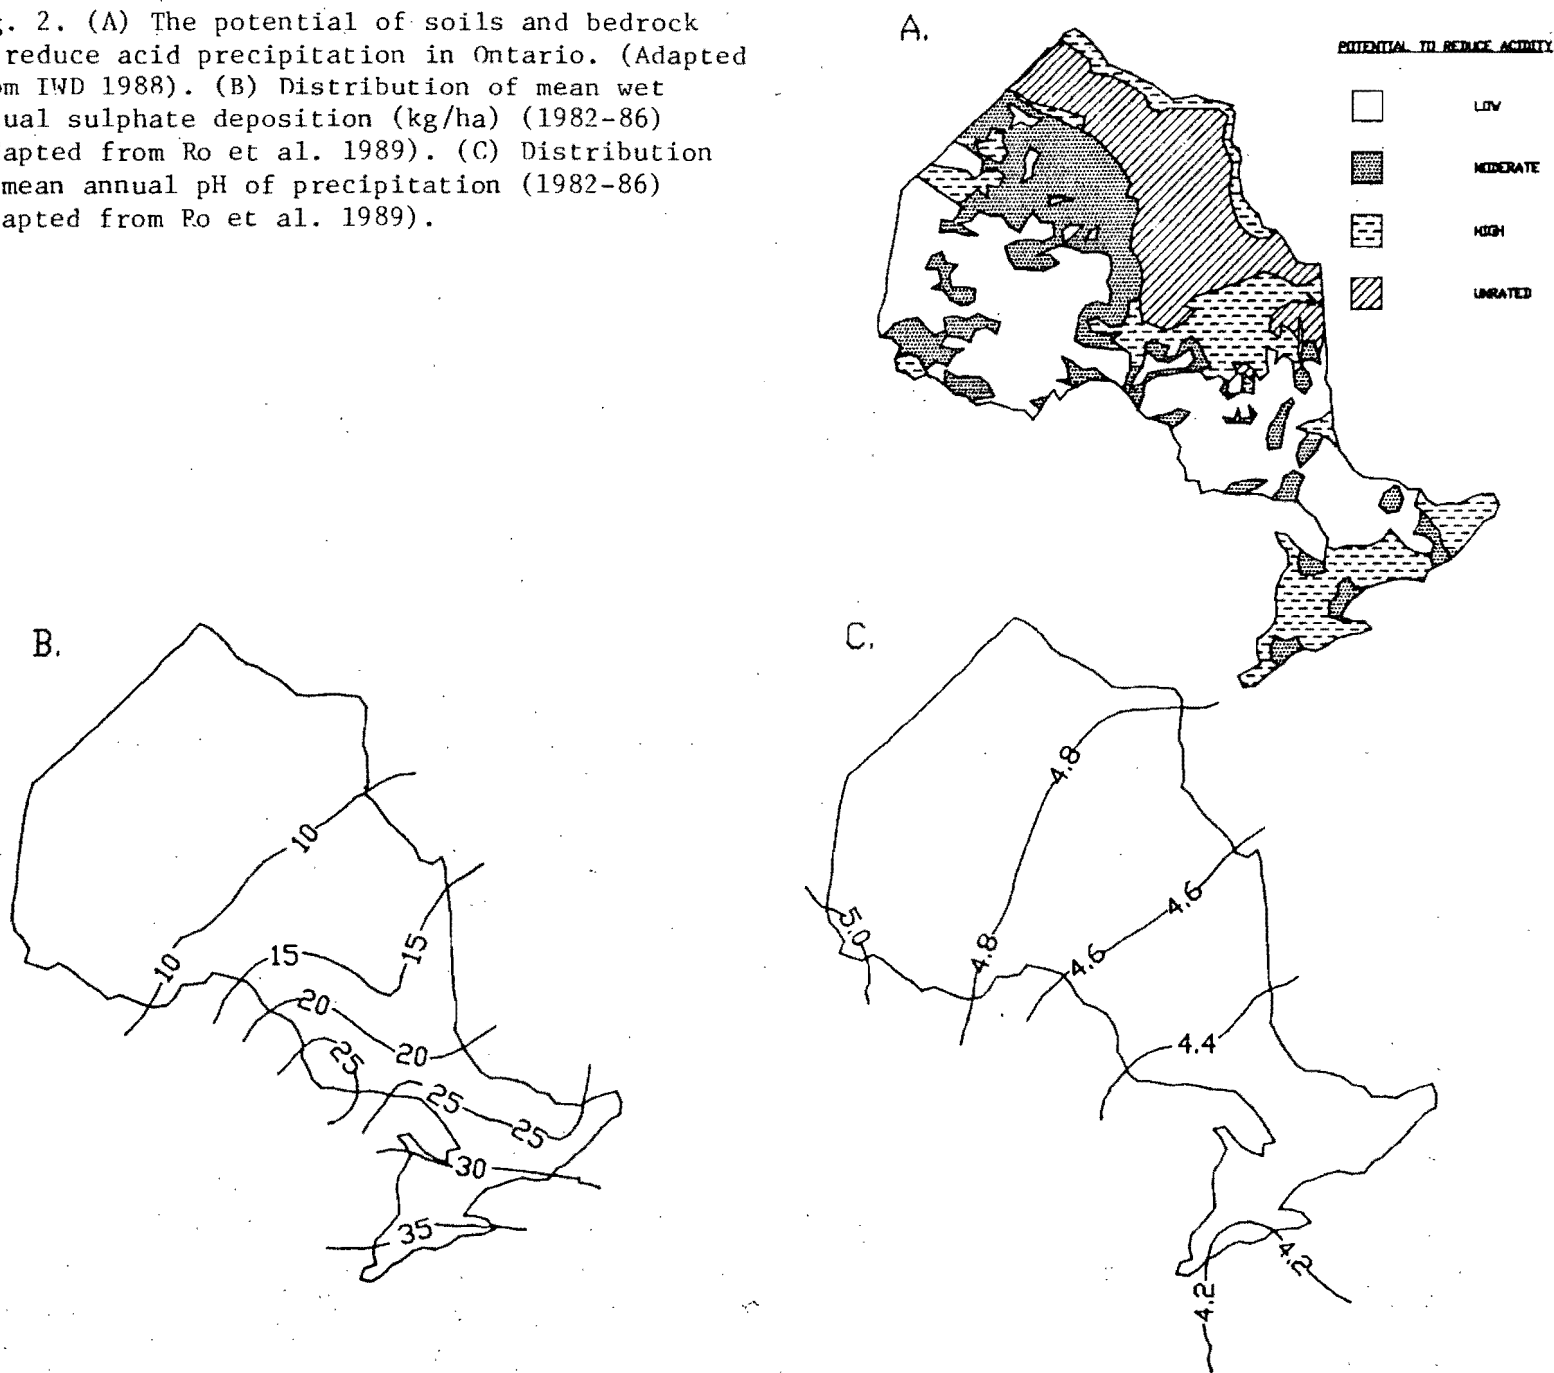 . 2. (A) The potential of soils and bedrock
reduce acid precipitation in Ontario. (Adapted
om IWD 1988). (B) Distribution of mean wet
ual sulphate deposition (kg/ha) (1982-86)
apted from Ro et al. 1989). (C) Distribution
mean annual pH of precipitation (1982-86)
apted from Ro et al. 1989).
A.
POTENTIAL TO REDUCE ACIDITY
LOW
MODERATE
HIGH
UNRATED
B.
10
10
15
15
20
20
25
25
25
30
35
C.
4.8
4.8
5.0
4.6
4.6
4.4
4.2
4.2